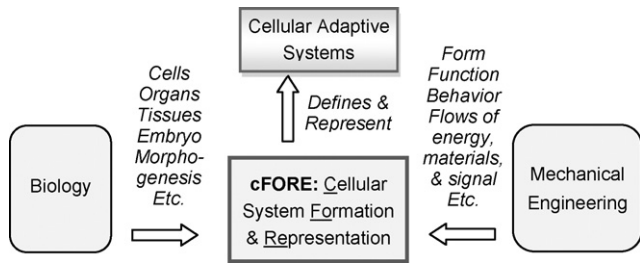 Cellular Adaptive
Systems
Cells
Organs
Tissues
Embryo
Morpho-
genesis
Etc.
Defines &
Represent
Form
Function
Behavior
Flows of
energy,
materials,
& signal
Etc.
Biology
cFORE: Cellular
System Formation
& Representation
Mechanical
Engineering